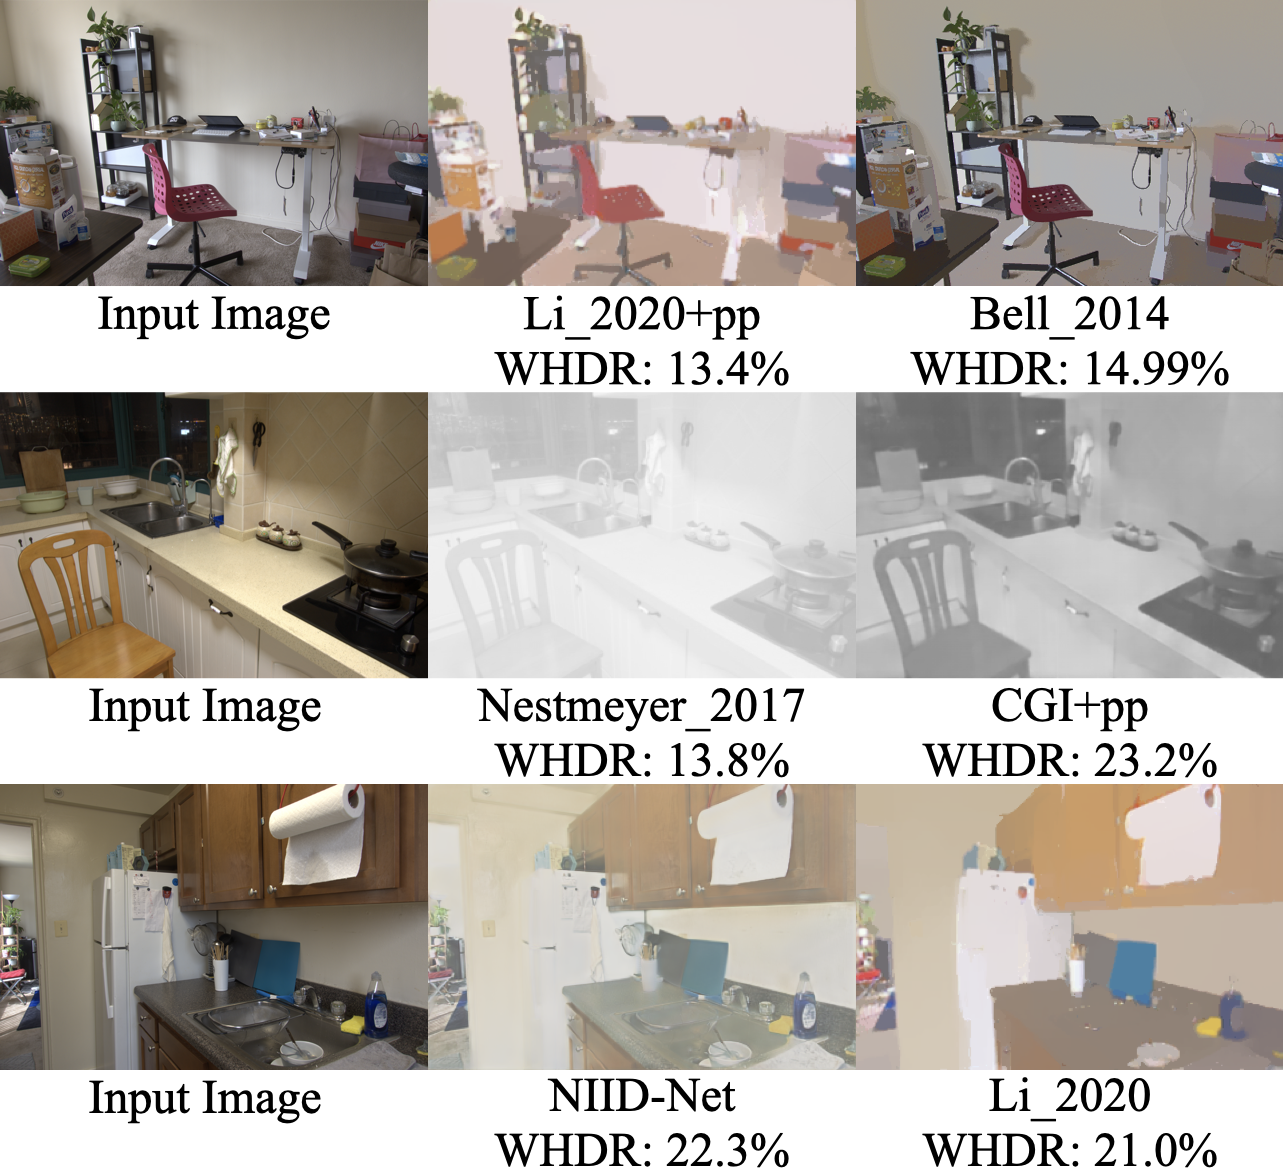 Input Image
Li_2020+pp
Bell_2014
WHDR: 13.4%
WHDR: 14.99%
Input Image
Nestmeyer_2017
CGI+pp
WHDR: 13.8%
WHDR: 23.2%
Input Image
NIID-Net
Li_2020
WHDR: 22.3%
WHDR: 21.0%